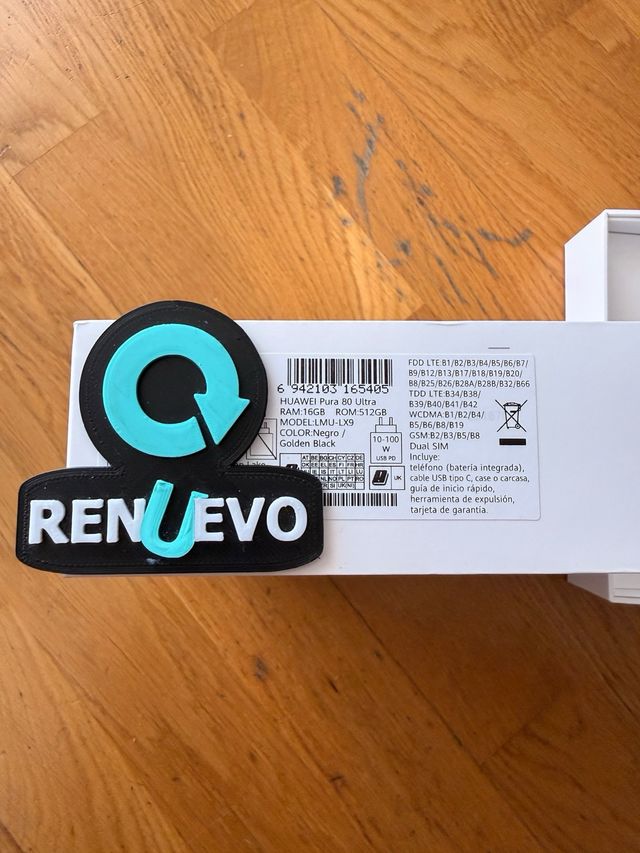 RENUEVO
6 942103 165405
HUAWEI Pura 80 Ultra
RAM:16GB ROM:512GB
MODEL:LMU-LX9
COLOR:Negro /
Golden Black
10-100
W
USB PD
UK
FDD LTE:B1/B2/B3/B4/B5/B6/B7/
B9/B12/B13/B17/B18/B19/B20/
B8/B25/B26/B28A/B28B/B32/B66
TDD LTE:B34/B38/
B39/B40/B41/B42
WCDMA:B1/B2/B4/
B5/B6/B8/B19
GSM:B2/B3/B5/B8
Dual SIM
Incluye:
teléfono (batería integrada),
cable USB tipo C, case o carcasa,
guía de inicio rápido,
herramienta de expulsión,
tarjeta de garantía.